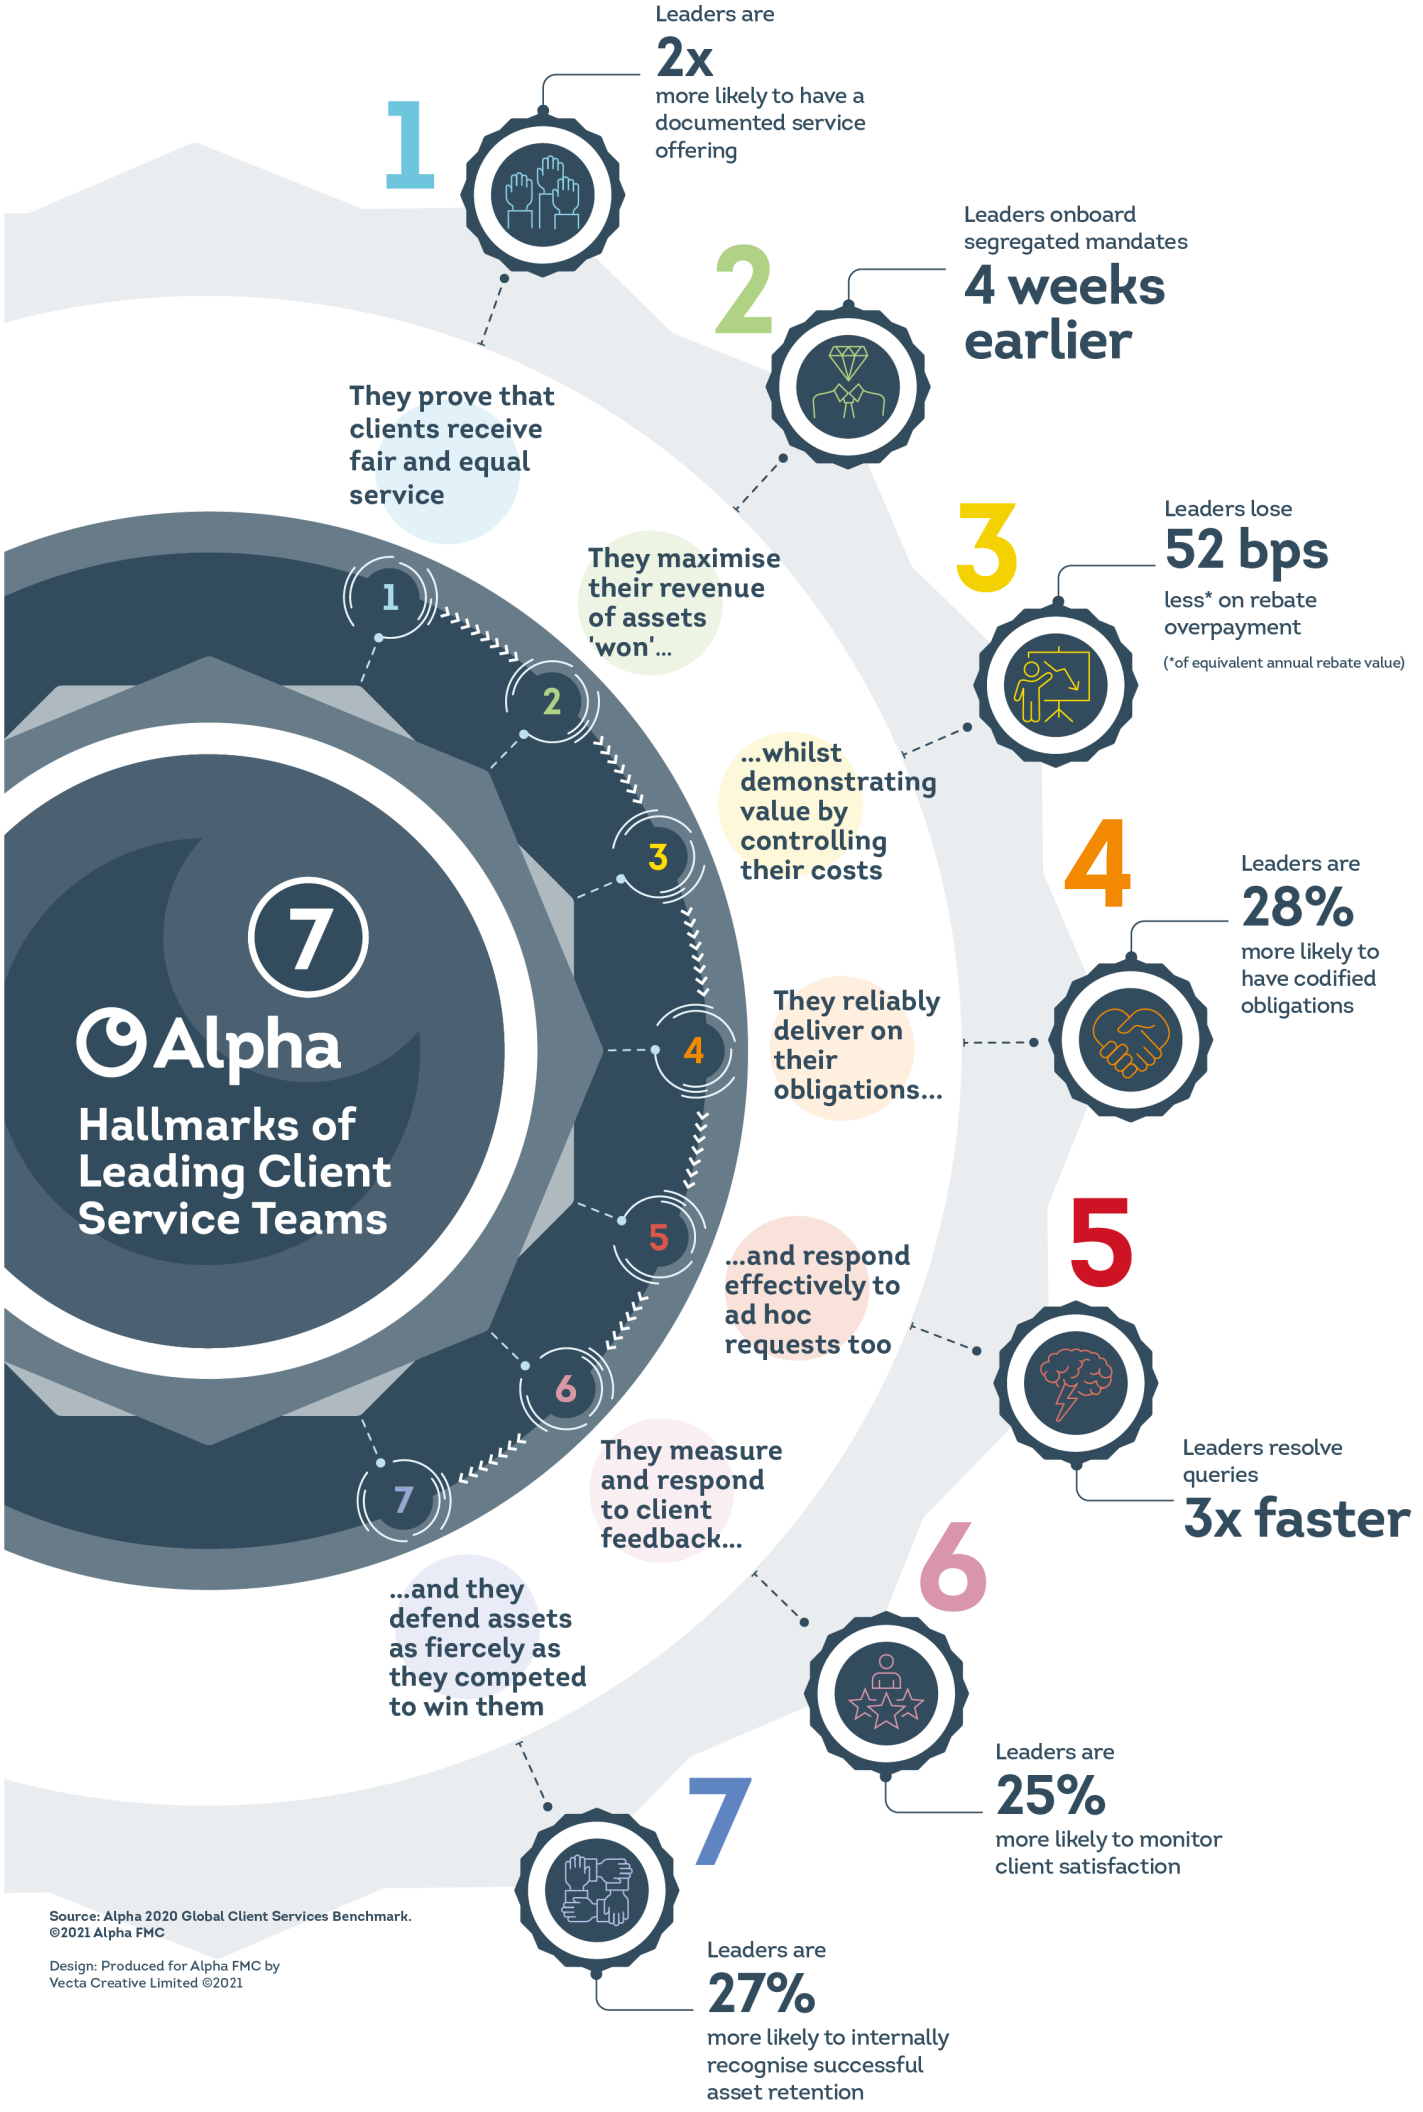 Leaders are
2x
more likely to have a
documented service
offering
1
Leaders onboard
segregated mandates
4 weeks
earlier
2
They prove that
clients receive
fair and equal
service
Leaders lose
52 bps
less* on rebate
overpayment
(*of equivalent annual rebate value)
3
They maximise
their revenue
of assets
'won'...
1
2
...whilst
demonstrating
value by
controlling
their costs
3
4
Leaders are
28%
more likely to
have codified
obligations
7
Alpha
Hallmarks of
Leading Client
Service Teams
They reliably
deliver on
their
obligations...
4
5
...and respond
effectively to
ad hoc
requests too
5
Leaders resolve
queries
3x faster
6
They measure
and respond
to client
feedback...
6
7
...and they
defend assets
as fiercely as
they competed
to win them
Leaders are
25%
more likely to monitor
client satisfaction
7
Source: Alpha 2020 Global Client Services Benchmark.
©2021 Alpha FMC
Design: Produced for Alpha FMC by
Vecta Creative Limited ©2021
Leaders are
27%
more likely to internally
recognise successful
asset retention